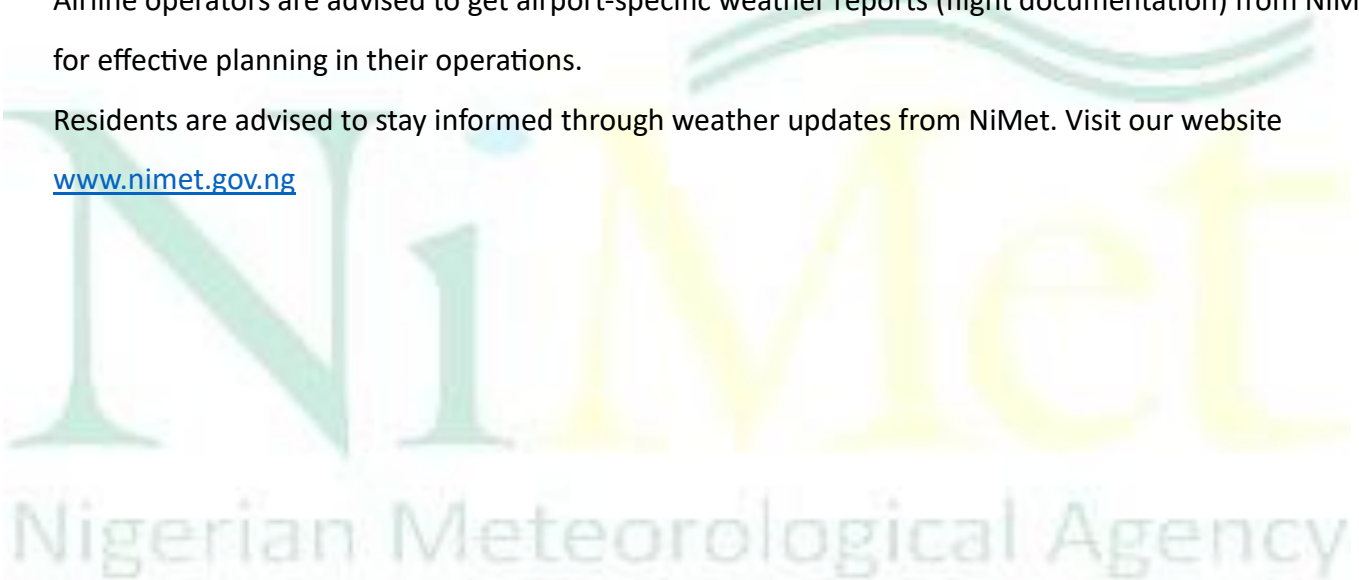 Airline operators are advised to get airport-specific weather reports (flight documentation) from NiM
for effective planning in their operations.
Residents are advised to stay informed through weather updates from NiMet. Visit our website
www.nimet.gov.ng
NiMet
Nigerian Meteorological Agency